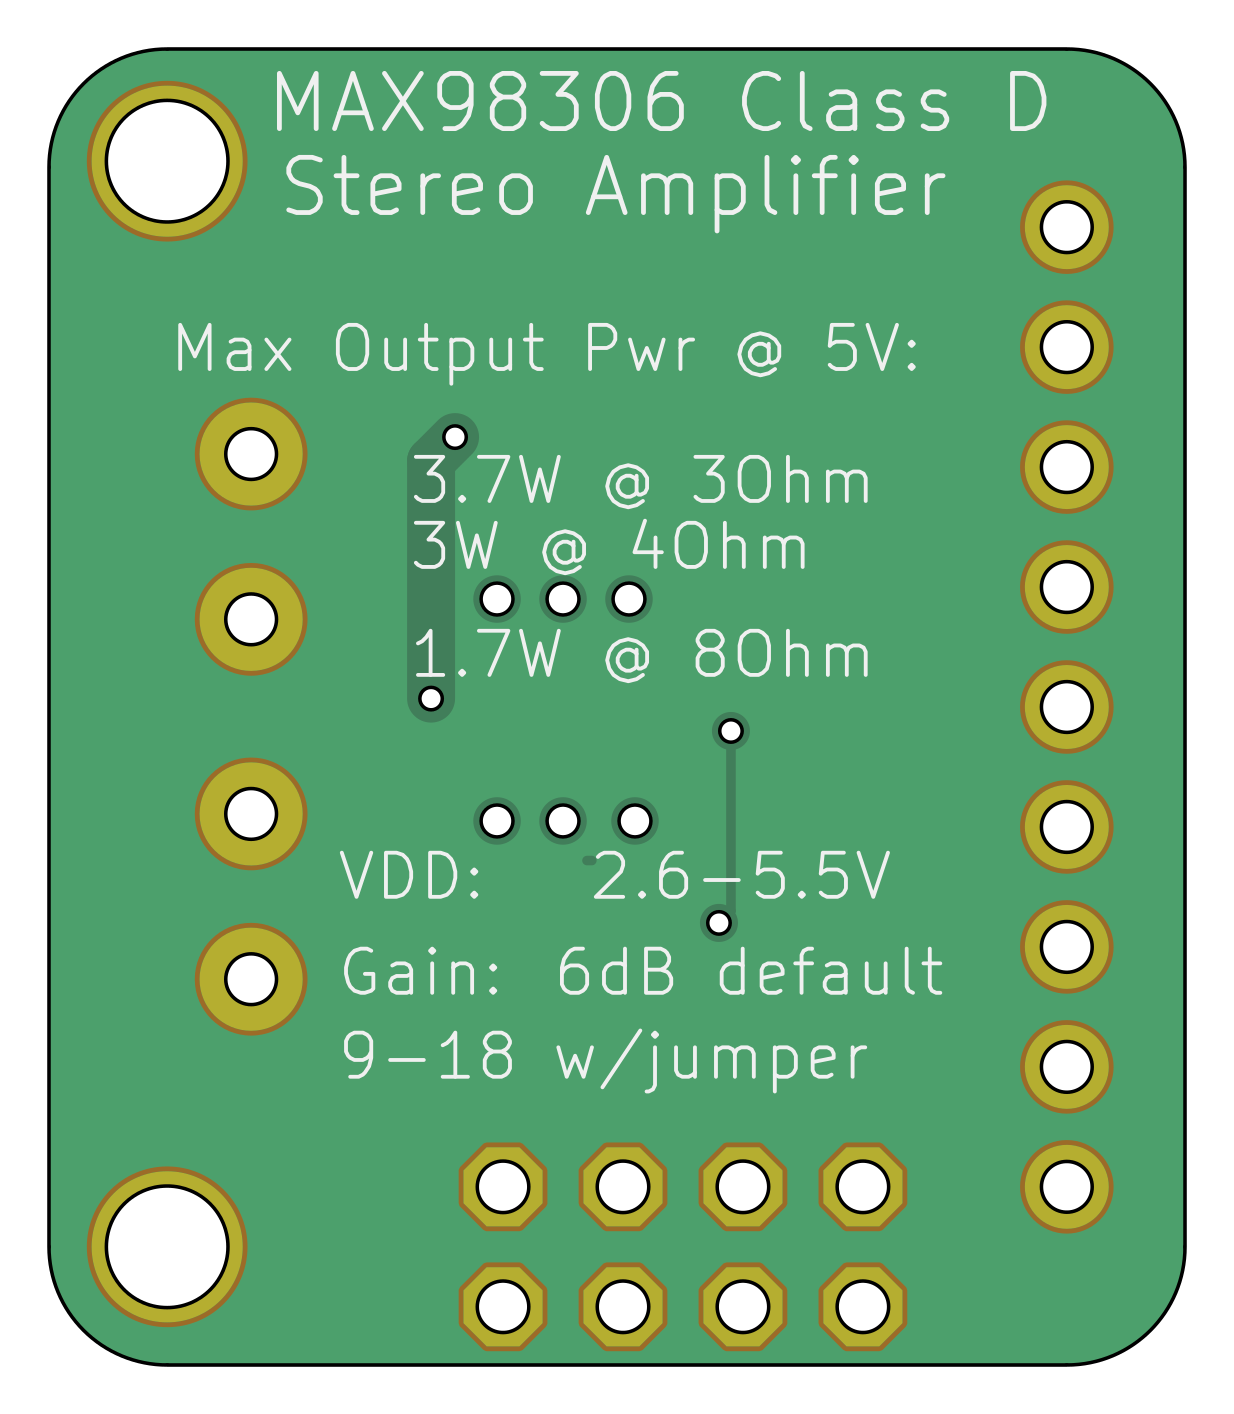 MAX98306 Class D
Stereo Amplifier
Max Output Pwr @ 5V:
3.7W @ 3Ohm
3W @ 4Ohm
1.7W @ 8Ohm
VDD: 2.6-5.5V
Gain: 6dB default
9-18 w/jumper